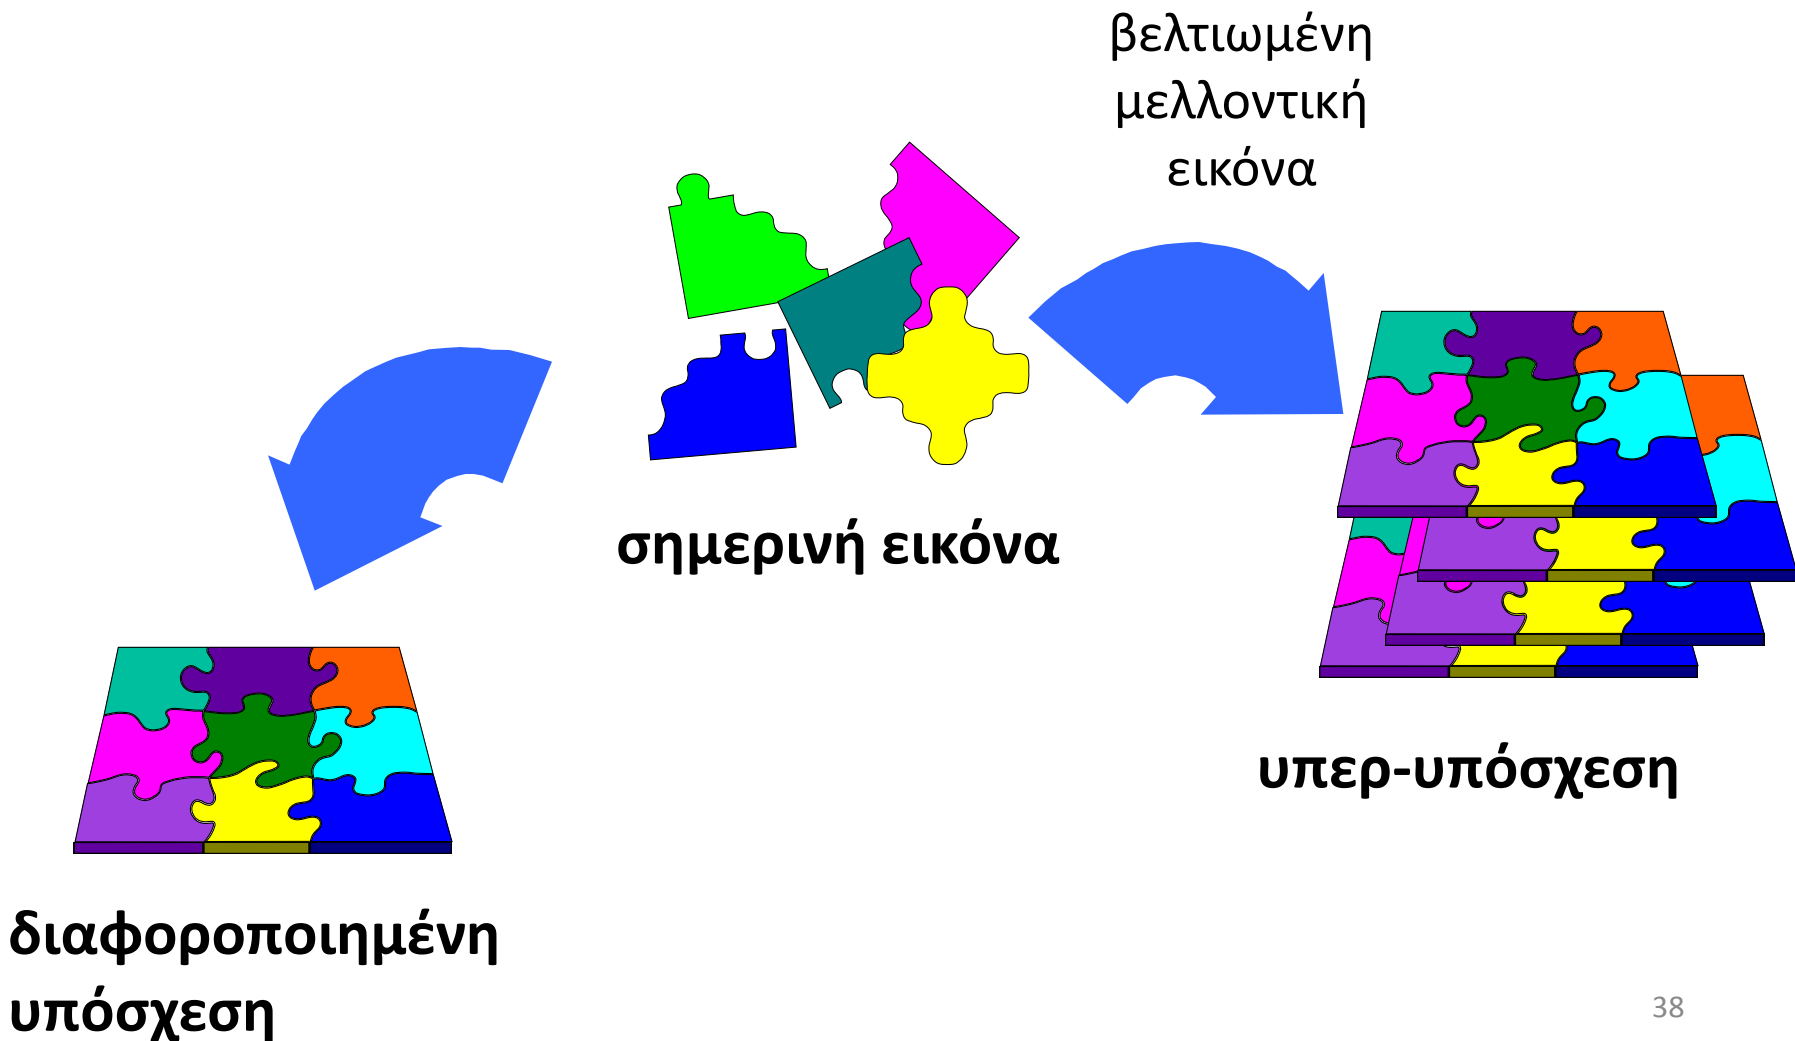 βελτιωμένη
μελλοντική
εικόνα
σημερινή εικόνα
υπερ-υπόσχεση
διαφοροποιημένη
υπόσχεση
38